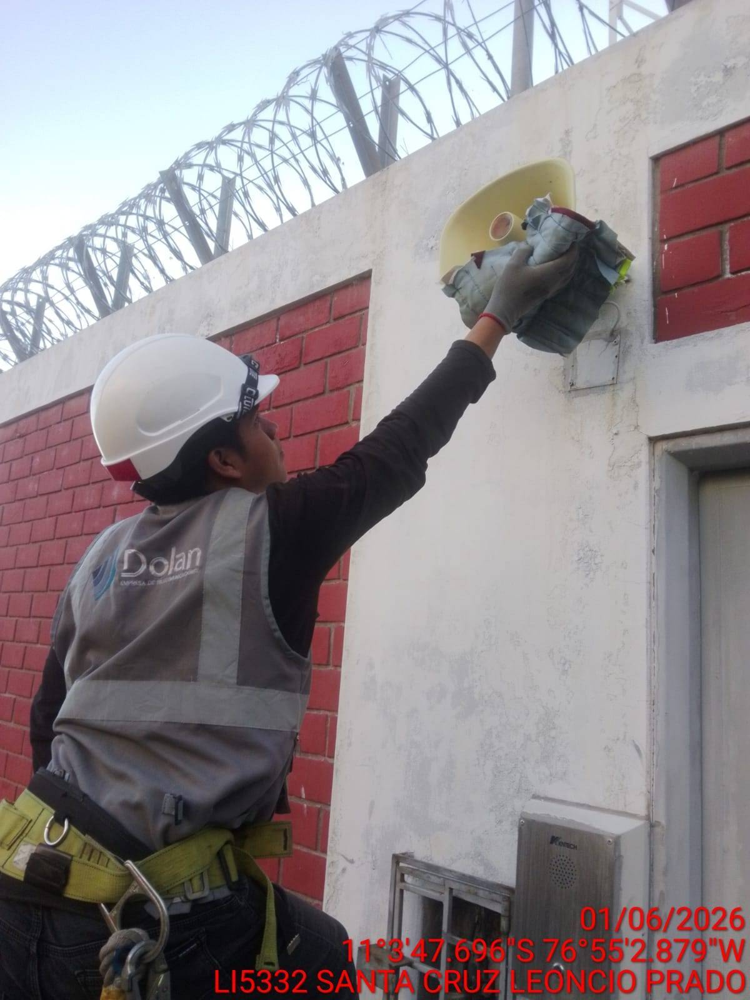 Dolan
EMPRESA DE TELECOMUNICACIONES
KNTECH
01/06/2026
11°3'47.696"S 76°55'2.879"W
LI5332 SANTA CRUZ LEONCIO PRADO